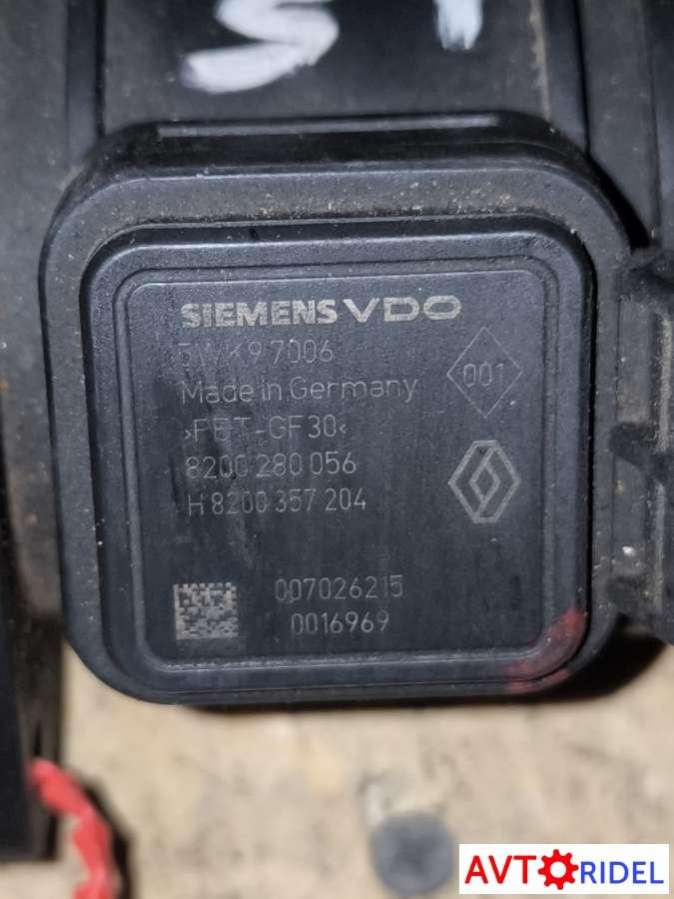 S1
SIEMENS VDO
5WK9 7006
001
Made in Germany
>PBT-GF30<
8200 280 056
H 8200 357 204
007026215
0016969
AVTORIDEL